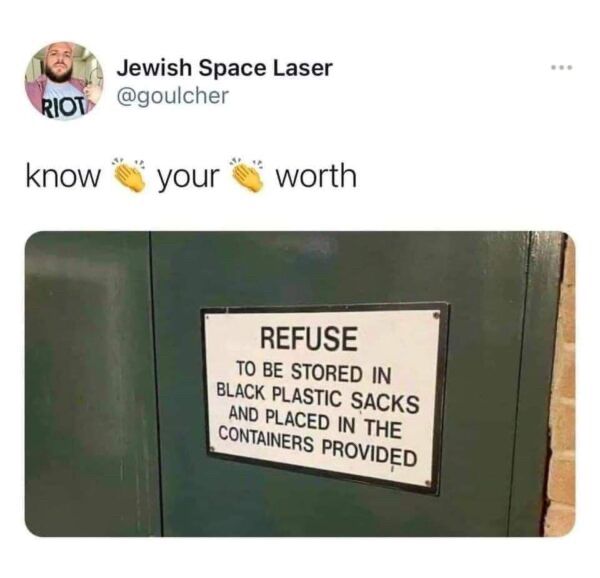 Jewish Space Laser
@goulcher
RIOT
know 👏 your 👏 worth
REFUSE
TO BE STORED IN
BLACK PLASTIC SACKS
AND PLACED IN THE
CONTAINERS PROVIDED